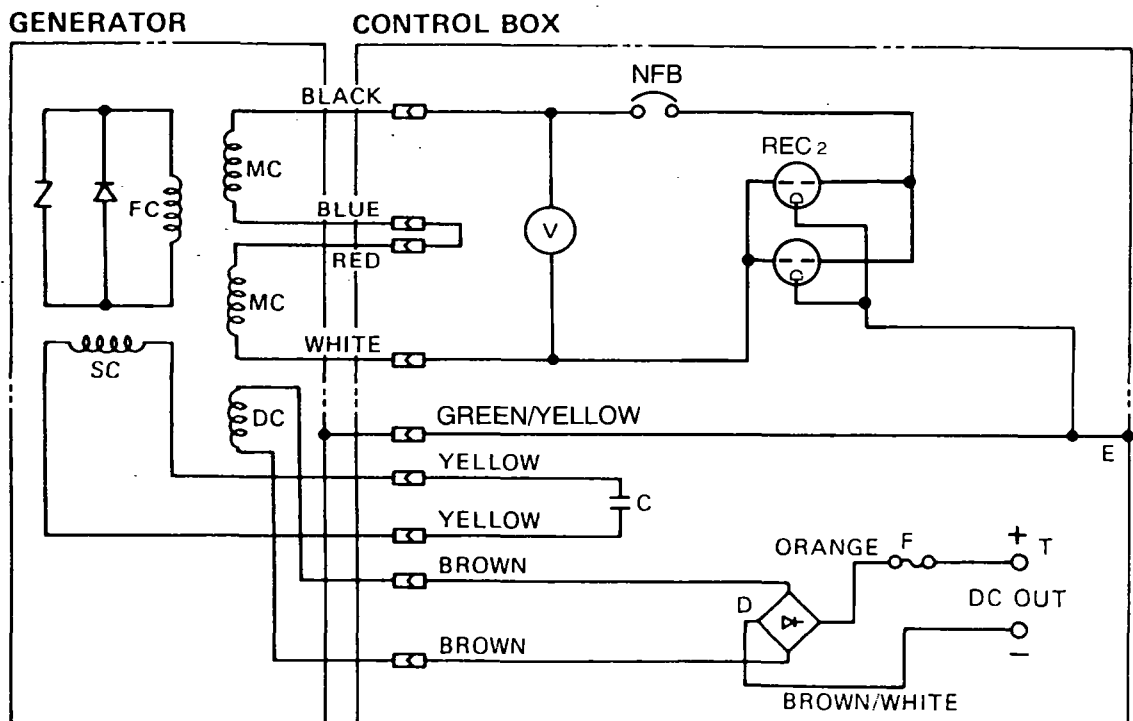 GENERATOR
CONTROL BOX
NFB
BLACK
REC 2
MC
FC
BLUE
V
RED
MC
WHITE
SC
DC
GREEN/YELLOW
E
YELLOW
C
YELLOW
ORANGE F + T
BROWN
D
DC OUT
BROWN
−
BROWN/WHITE